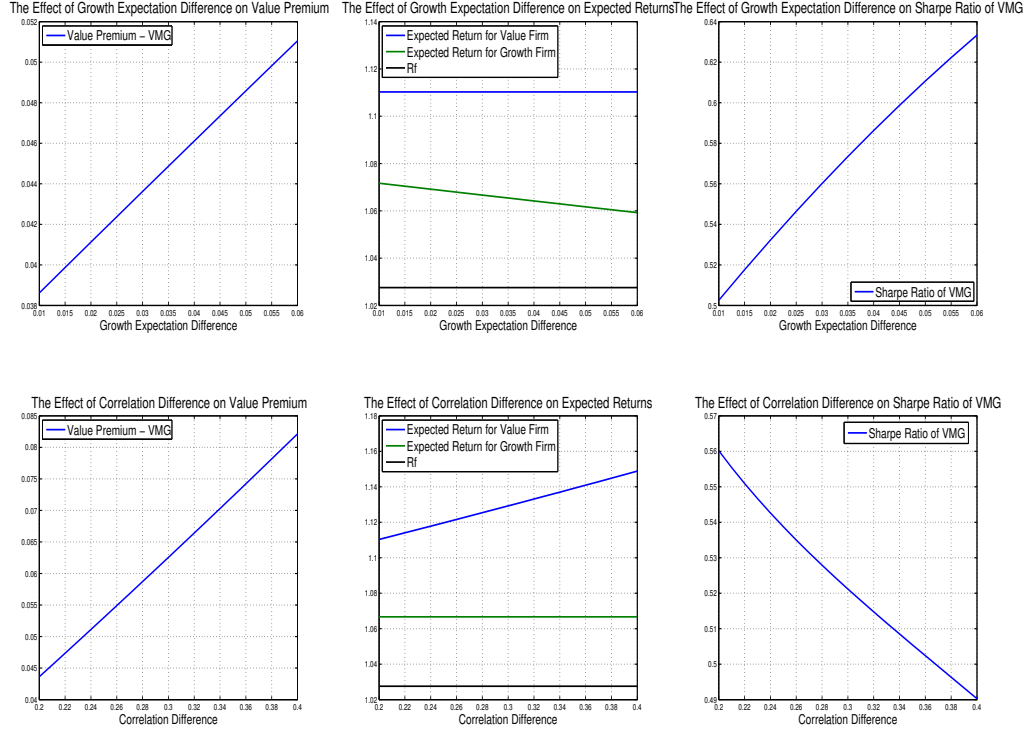 The Effect of Growth Expectation Difference on Value Premium
0.052
0.05
0.048
0.046
0.044
0.042
0.04
0.038
Value Premium − VMG
0.01 0.015 0.02 0.025 0.03 0.035 0.04 0.045 0.05 0.055 0.06
Growth Expectation Difference
The Effect of Growth Expectation Difference on Expected Returns
1.14
1.12
1.1
1.08
1.06
1.04
1.02
Expected Return for Value Firm
Expected Return for Growth Firm
Rf
0.01 0.015 0.02 0.025 0.03 0.035 0.04 0.045 0.05 0.055 0.06
Growth Expectation Difference
The Effect of Growth Expectation Difference on Sharpe Ratio of VMG
0.64
0.62
0.6
0.58
0.56
0.54
0.52
0.5
Sharpe Ratio of VMG
0.01 0.015 0.02 0.025 0.03 0.035 0.04 0.045 0.05 0.055 0.06
Growth Expectation Difference
The Effect of Correlation Difference on Value Premium
0.085
0.08
0.075
0.07
0.065
0.06
0.055
0.05
0.045
0.04
Value Premium − VMG
0.2 0.22 0.24 0.26 0.28 0.3 0.32 0.34 0.36 0.38 0.4
Correlation Difference
The Effect of Correlation Difference on Expected Returns
1.18
1.16
1.14
1.12
1.1
1.08
1.06
1.04
1.02
Expected Return for Value Firm
Expected Return for Growth Firm
Rf
0.2 0.22 0.24 0.26 0.28 0.3 0.32 0.34 0.36 0.38 0.4
Correlation Difference
The Effect of Correlation Difference on Sharpe Ratio of VMG
0.57
0.56
0.55
0.54
0.53
0.52
0.51
0.5
0.49
Sharpe Ratio of VMG
0.2 0.22 0.24 0.26 0.28 0.3 0.32 0.34 0.36 0.38 0.4
Correlation Difference